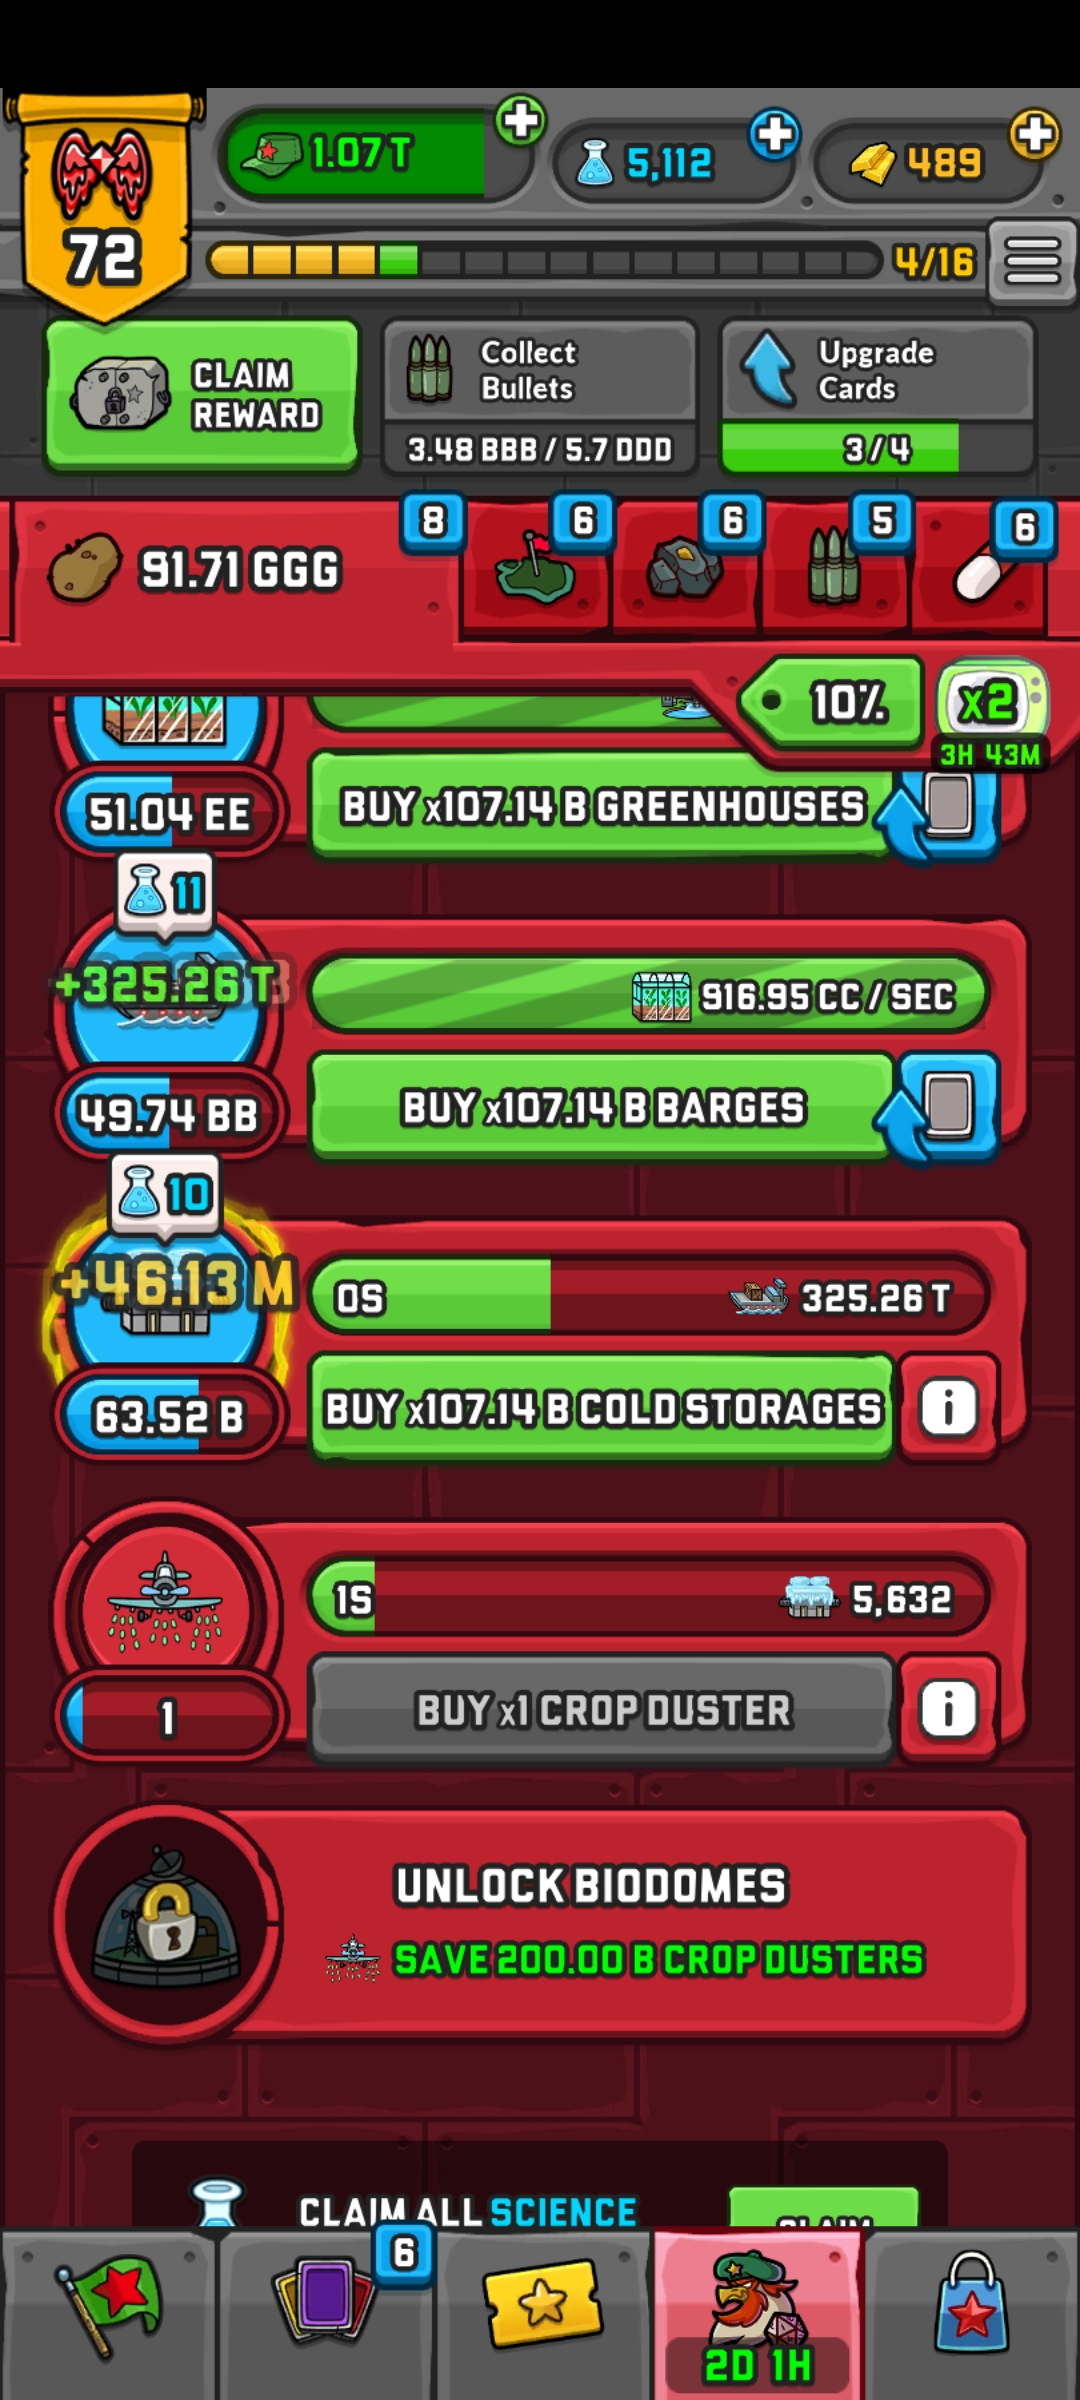 1.07 T
5,112
489
72
4/16
CLAIM
REWARD
Collect
Bullets
3.48 BBB / 5.7 DDD
Upgrade
Cards
3/4
91.71 GGG
8
6
6
5
6
10%
x2
3H 43M
51.04 EE
BUY x107.14 B GREENHOUSES
11
+325.26 T
916.95 CC / SEC
49.74 BB
BUY x107.14 B BARGES
10
+46.13 M
0S
325.26 T
63.52 B
BUY x107.14 B COLD STORAGES
i
1S
5,632
1
BUY x1 CROP DUSTER
i
UNLOCK BIODOMES
SAVE 200.00 B CROP DUSTERS
CLAIM ALL SCIENCE
CLAIM
6
2D 1H